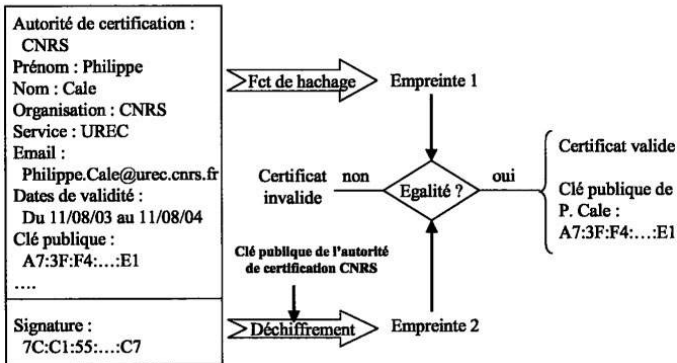 Autorité de certification :
CNRS
Prénom : Philippe
Nom : Cale
Organisation : CNRS
Service : UREC
Email :
Philippe.Cale@urec.cnrs.fr
Dates de validité :
Du 11/08/03 au 11/08/04
Clé publique :
A7:3F:F4:...:E1
....
Signature :
7C:C1:55:...:C7
Fct de hachage
Empreinte 1
Certificat
invalide
non
Egalité ?
oui
Certificat valide
Clé publique de
P. Cale :
A7:3F:F4:...:E1
Clé publique de l'autorité
de certification CNRS
Déchiffrement
Empreinte 2